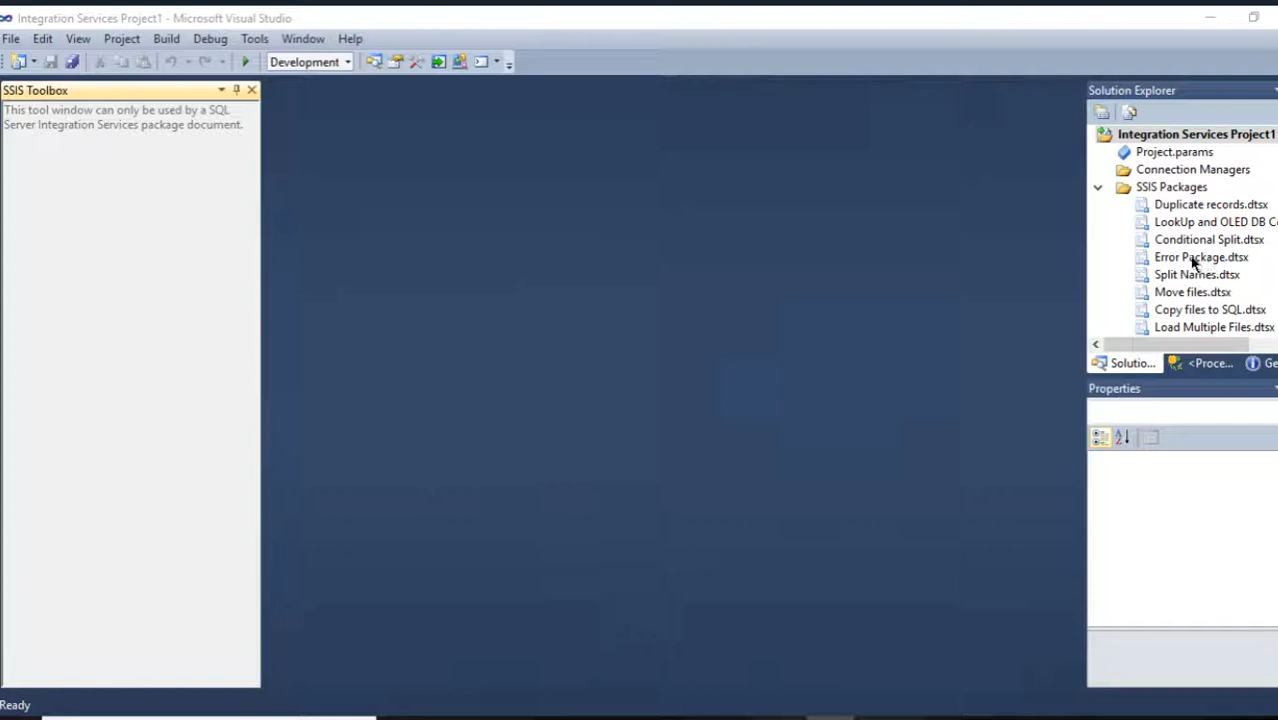 Integration Services Project1 - Microsoft Visual Studio
File Edit View Project Build Debug Tools Window Help
Development
SSIS Toolbox
This tool window can only be used by a SQL
Server Integration Services package document.
Solution Explorer
Integration Services Project1
Project.params
Connection Managers
SSIS Packages
Duplicate records.dtsx
LookUp and OLED DB C
Conditional Split.dtsx
Error Package.dtsx
Split Names.dtsx
Move files.dtsx
Copy files to SQL.dtsx
Load Multiple Files.dtsx
Solutio... <Proce... Ge
Properties
Ready